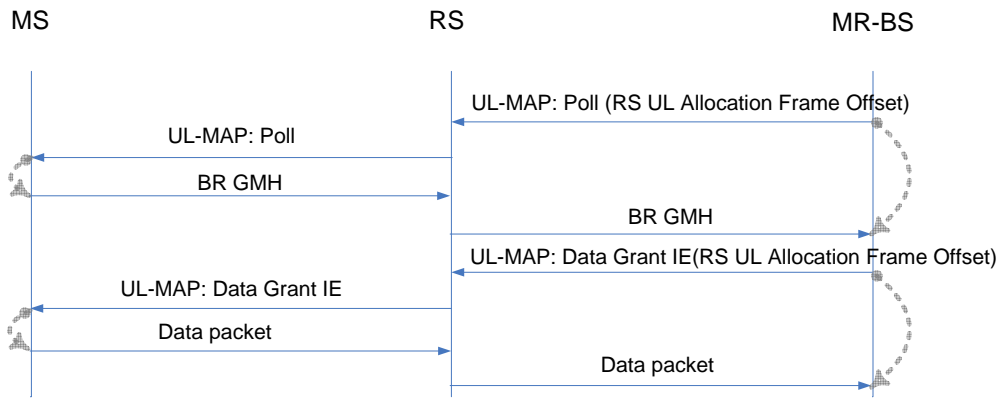 MS
RS
MR-BS
UL-MAP: Poll (RS UL Allocation Frame Offset)
UL-MAP: Poll
BR GMH
BR GMH
UL-MAP: Data Grant IE(RS UL Allocation Frame Offset)
UL-MAP: Data Grant IE
Data packet
Data packet